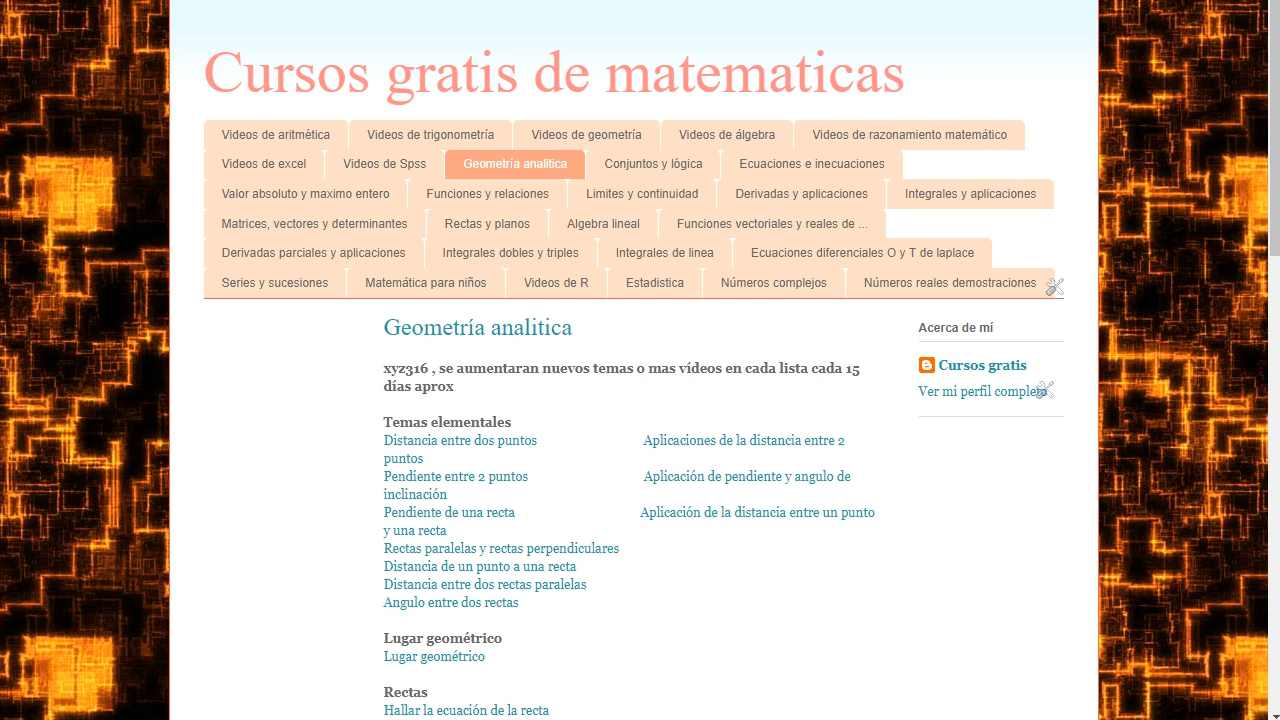 Cursos gratis de matematicas
Videos de aritmética Videos de trigonometría Videos de geometría Videos de álgebra Videos de razonamiento matemático
Videos de excel Videos de Spss Geometría analitica Conjuntos y lógica Ecuaciones e inecuaciones
Valor absoluto y maximo entero Funciones y relaciones Limites y continuidad Derivadas y aplicaciones Integrales y aplicaciones
Matrices, vectores y determinantes Rectas y planos Algebra lineal Funciones vectoriales y reales de ...
Derivadas parciales y aplicaciones Integrales dobles y triples Integrales de linea Ecuaciones diferenciales O y T de laplace
Series y sucesiones Matemática para niños Videos de R Estadistica Números complejos Números reales demostraciones
Geometría analitica
xyz316 , se aumentaran nuevos temas o mas vídeos en cada lista cada 15
días aprox
Temas elementales
Distancia entre dos puntos Aplicaciones de la distancia entre 2
puntos
Pendiente entre 2 puntos Aplicación de pendiente y angulo de
inclinación
Pendiente de una recta Aplicación de la distancia entre un punto
y una recta
Rectas paralelas y rectas perpendiculares
Distancia de un punto a una recta
Distancia entre dos rectas paralelas
Angulo entre dos rectas
Lugar geométrico
Lugar geométrico
Rectas
Hallar la ecuación de la recta
Acerca de mí
Cursos gratis
Ver mi perfil completo